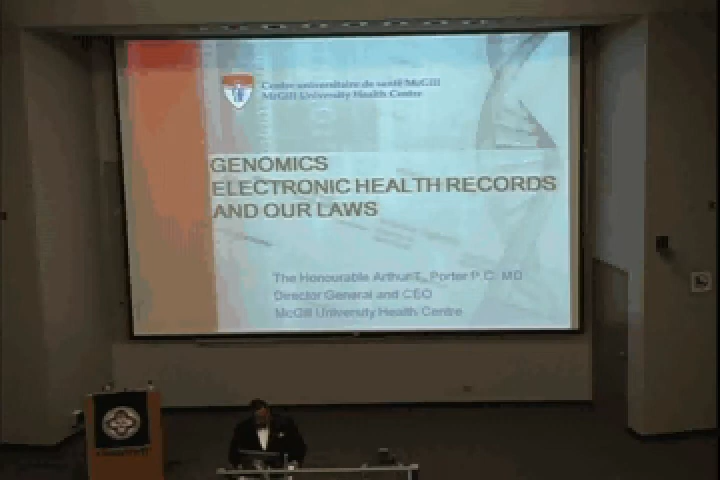 Centre universitaire de santé McGill
McGill University Health Centre
GENOMICS
ELECTRONIC HEALTH RECORDS
AND OUR LAWS
The Honourable Arthur T. Porter P.C. MD
Director General and CEO
McGill University Health Centre